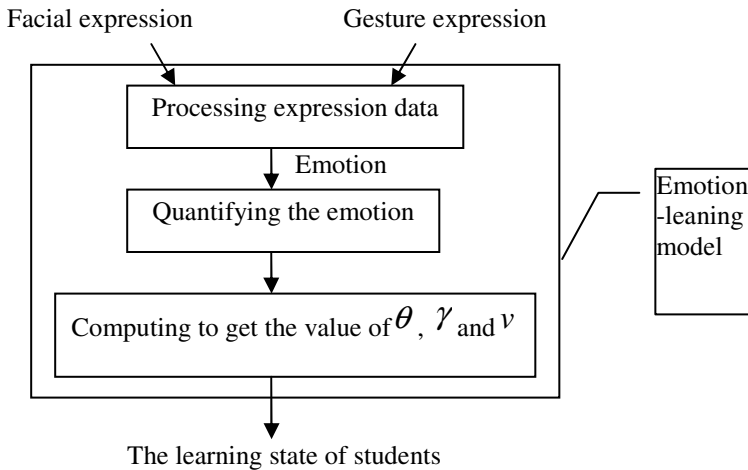 Facial expression
Gesture expression
Processing expression data
Emotion
Quantifying the emotion
Emotion
-leaning
model
Computing to get the value of θ, γ and v
The learning state of students